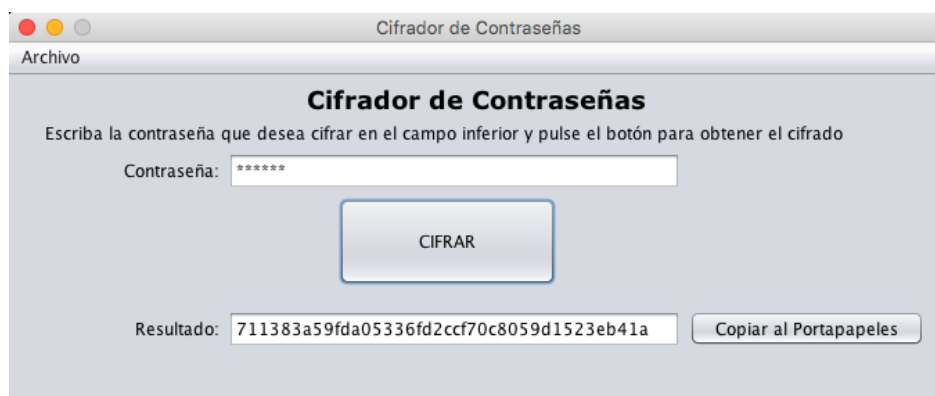 Cifrador de Contraseñas
Archivo
Cifrador de Contraseñas
Escriba la contraseña que desea cifrar en el campo inferior y pulse el botón para obtener el cifrado
Contraseña: ******
CIFRAR
Resultado: 711383a59fda05336fd2ccf70c8059d1523eb41a Copiar al Portapapeles